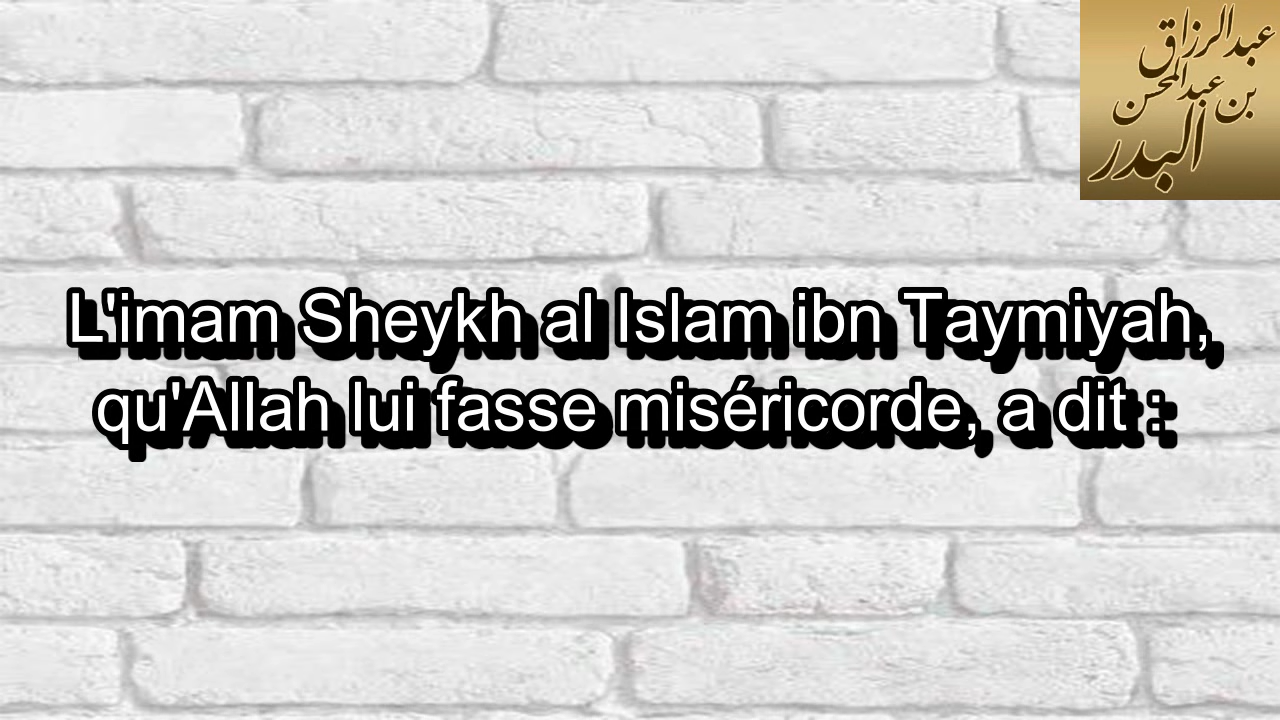 عبدالرزاق
بن عبدالمحسن
البدر
L'imam Sheykh al Islam ibn Taymiyah,
qu'Allah lui fasse miséricorde, a dit :